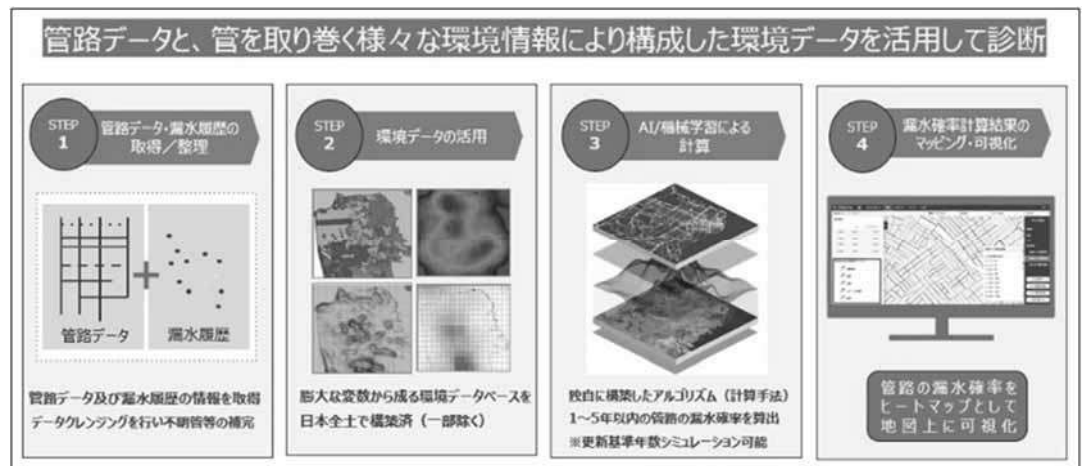 管路データと、管を取り巻く様々な環境情報により構成した環境データを活用して診断
STEP
1
管路データ・漏水履歴の
取得／整理
管路データ
漏水履歴
管路データ及び漏水履歴の情報を取得
データクレンジングを行い不明管等の補完
STEP
2
環境データの活用
膨大な変数から成る環境データベースを
日本全土で構築済（一部除く）
STEP
3
AI/機械学習による
計算
独自に構築したアルゴリズム（計算手法）
1～5年以内の管路の漏水確率を算出
※更新基準年数シミュレーション可能
STEP
4
漏水確率計算結果の
マッピング・可視化
管路の漏水確率を
ヒートマップとして
地図上に可視化